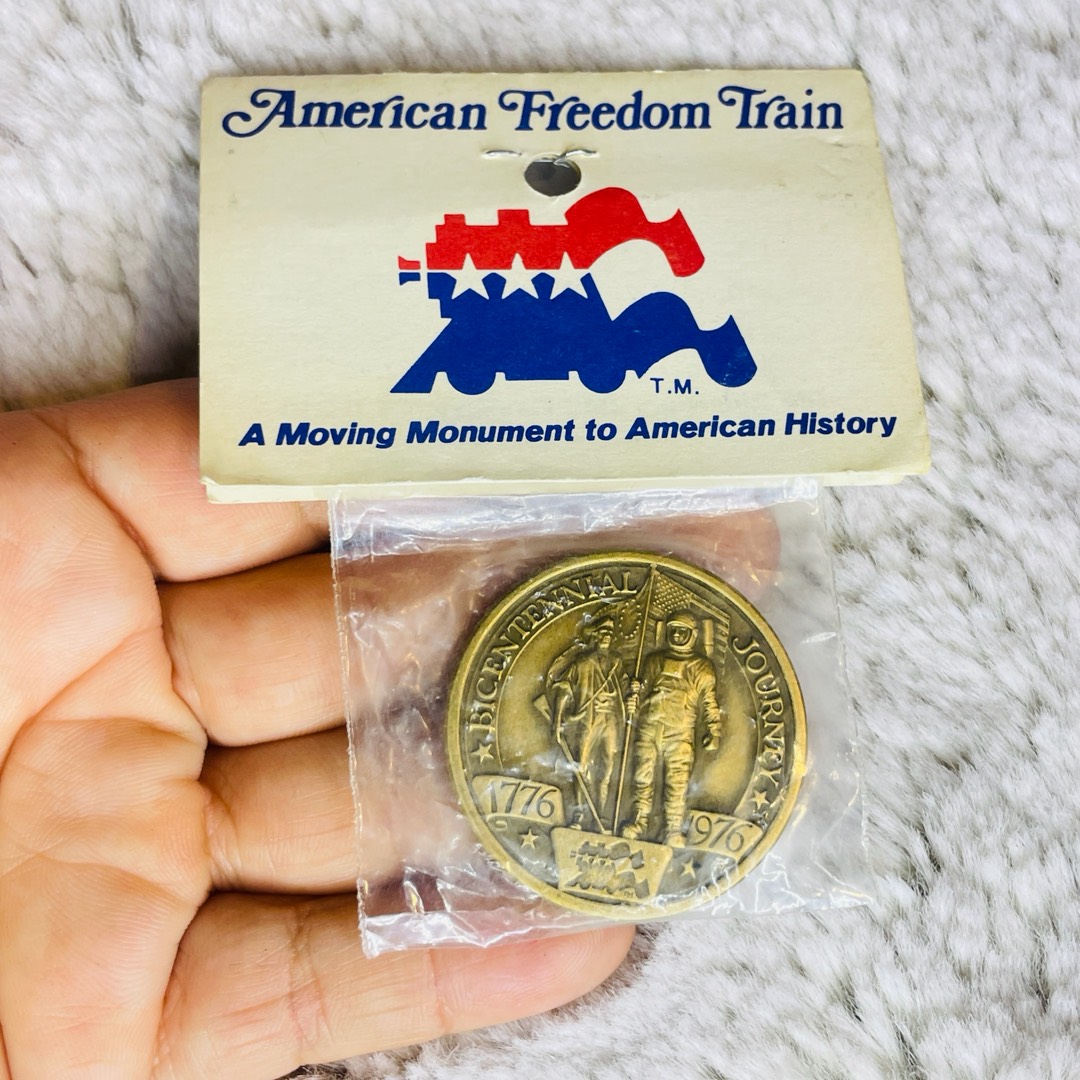 American Freedom Train
T.M.
A Moving Monument to American History
★ BICENTENNIAL JOURNEY ★
1776
1976